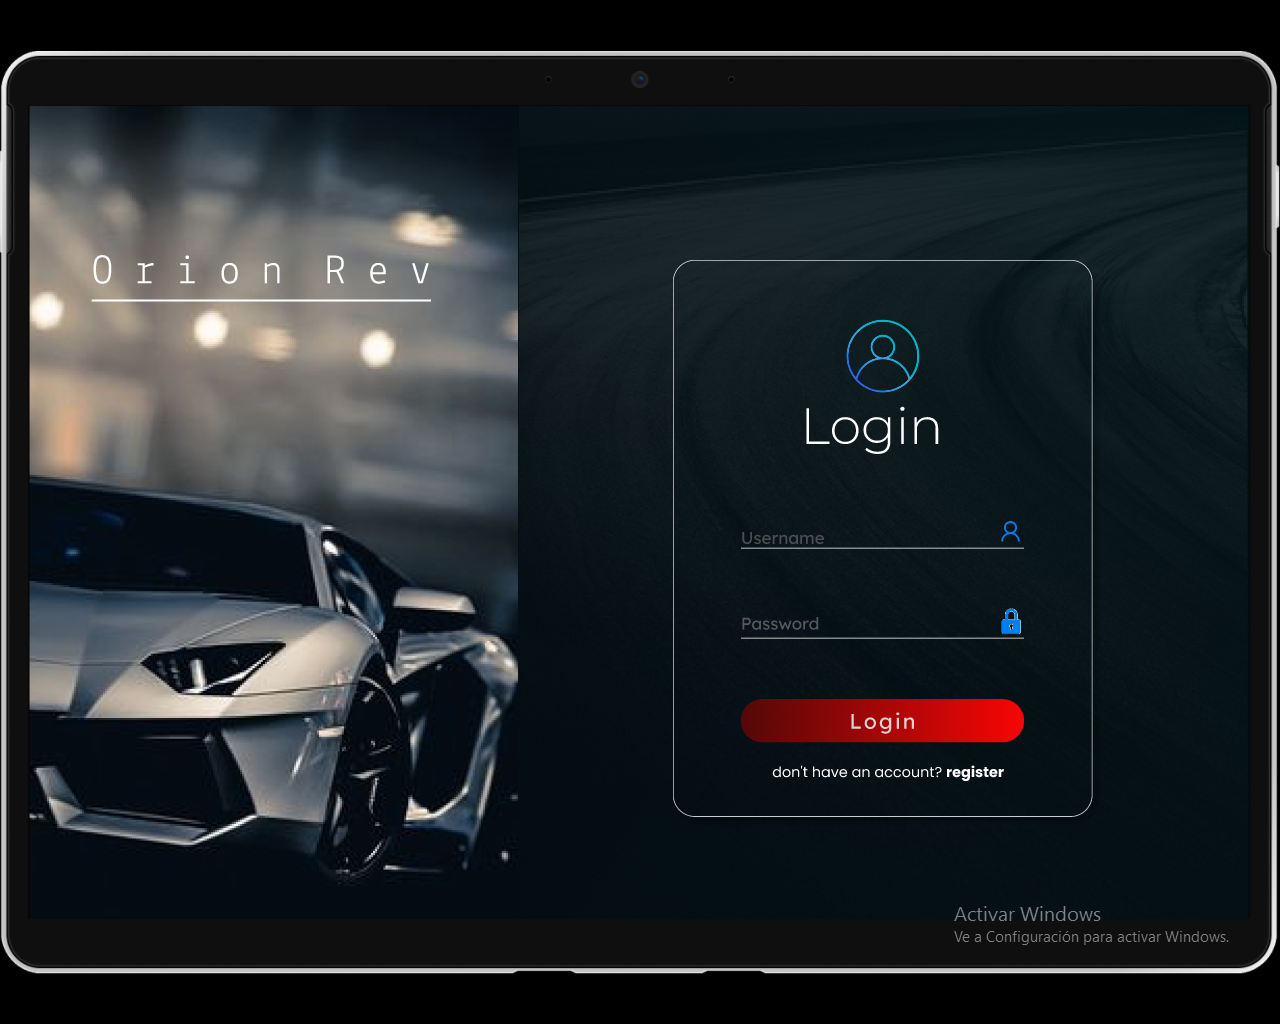 Orion Rev
Login
Username
Password
Login
don't have an account? register
Activar Windows
Ve a Configuración para activar Windows.